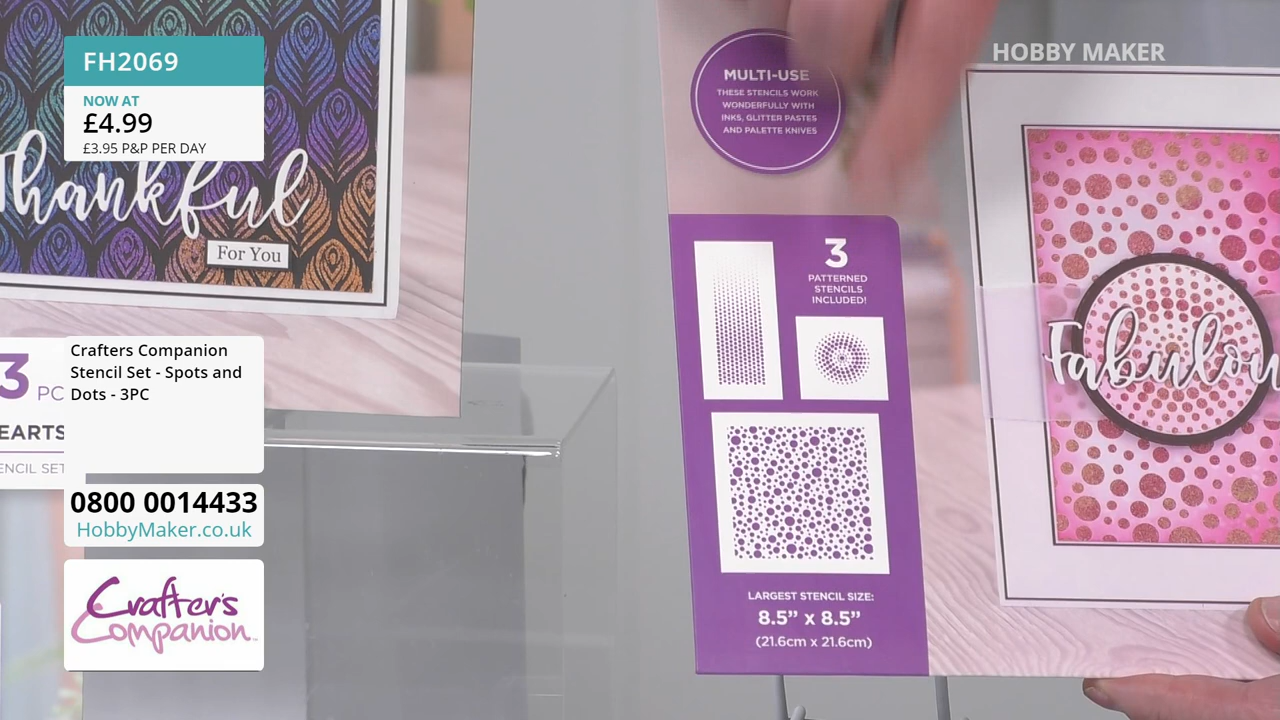 HOBBY MAKER
FH2069
NOW AT
£4.99
£3.95 P&P PER DAY
Thankful
For You
3 PC
EARTS
ENCIL SET
Crafters Companion
Stencil Set - Spots and
Dots - 3PC
0800 0014433
HobbyMaker.co.uk
Crafter's
Companion
MULTI-USE
THESE STENCILS WORK
WONDERFULLY WITH
INKS, GLITTER PASTES
AND PALETTE KNIVES
3
PATTERNED
STENCILS
INCLUDED!
LARGEST STENCIL SIZE:
8.5” x 8.5”
(21.6cm x 21.6cm)
Fabulou